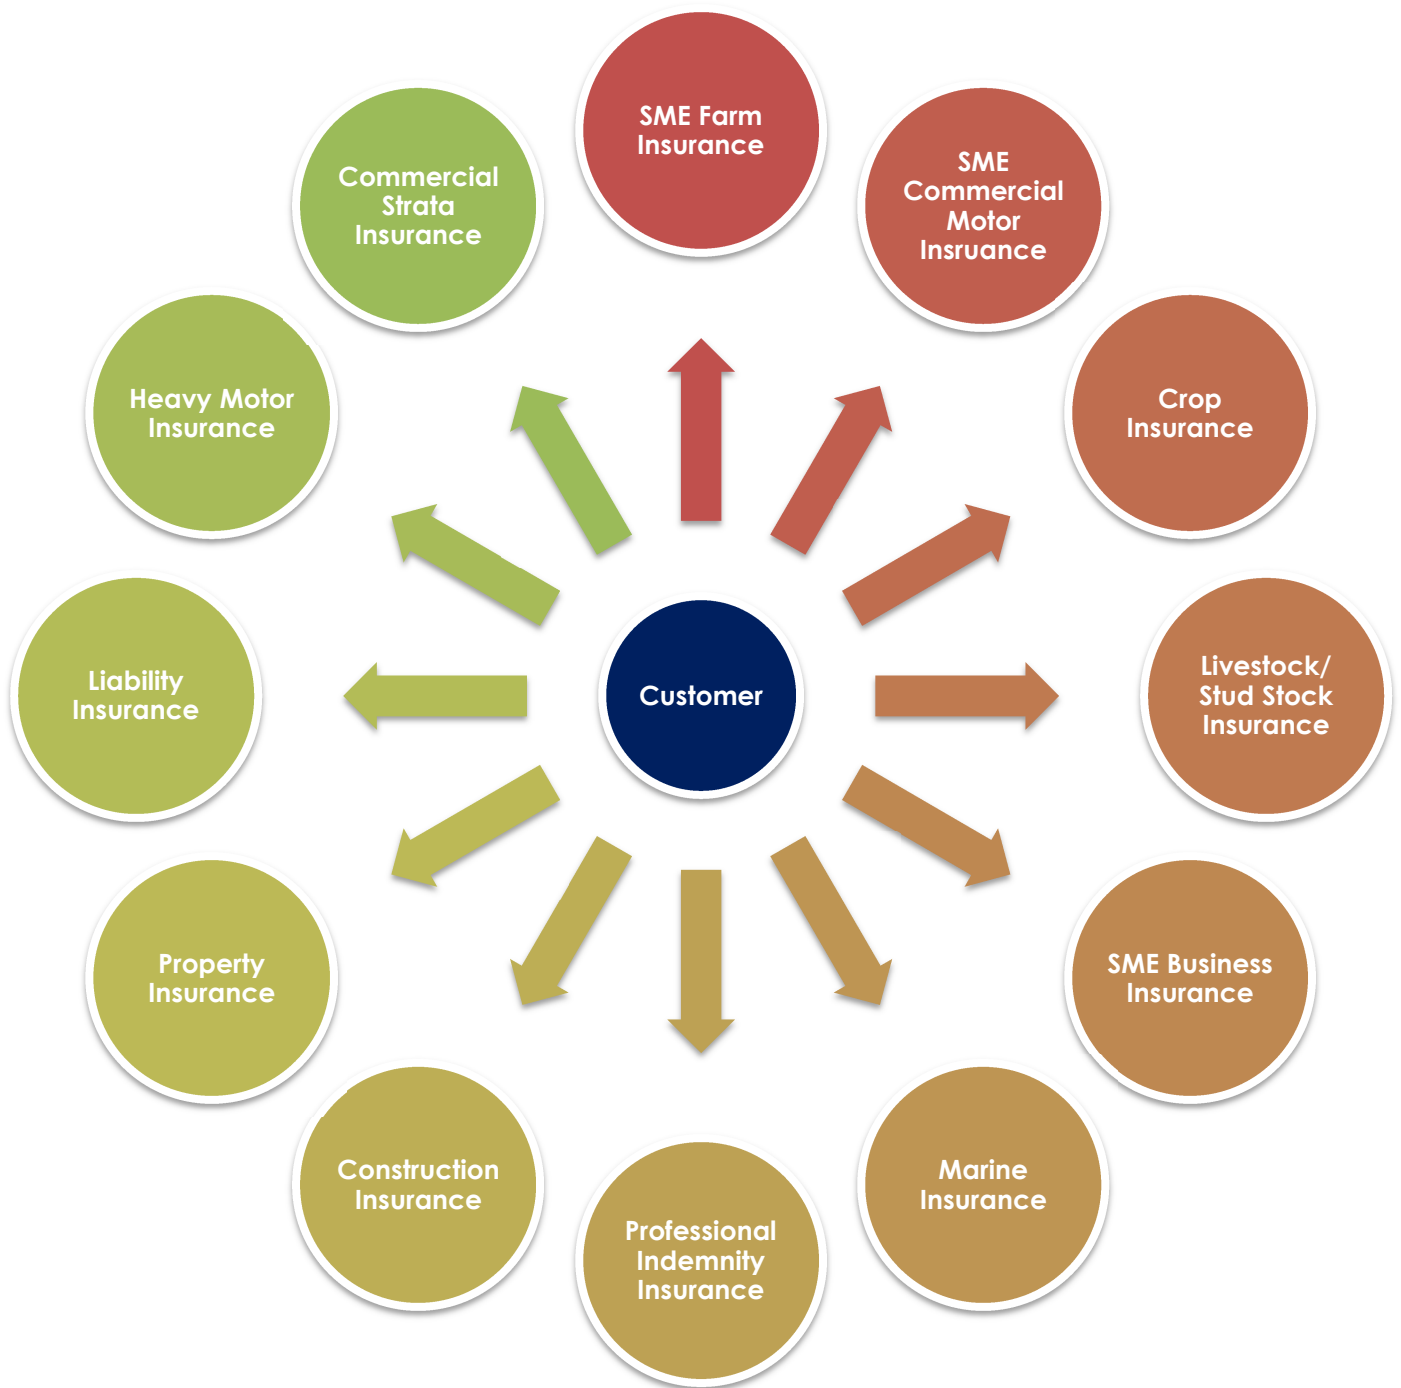 SME Farm
Insurance
SME
Commercial
Motor
Insruance
Crop
Insurance
Livestock/
Stud Stock
Insurance
SME Business
Insurance
Marine
Insurance
Professional
Indemnity
Insurance
Construction
Insurance
Property
Insurance
Liability
Insurance
Heavy Motor
Insurance
Commercial
Strata
Insurance
Customer